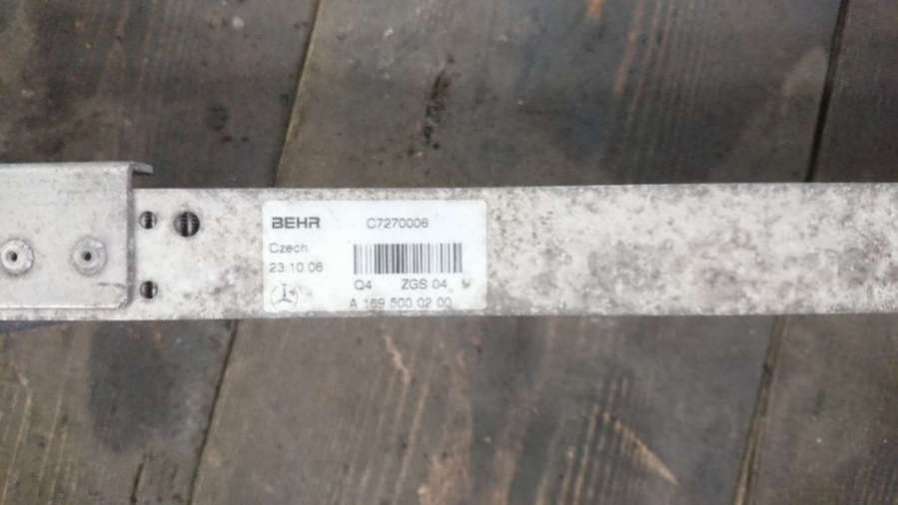 BEHR C7270006
Czech
23.10.06
Q4 ZGS 04
A 169 500 02 00